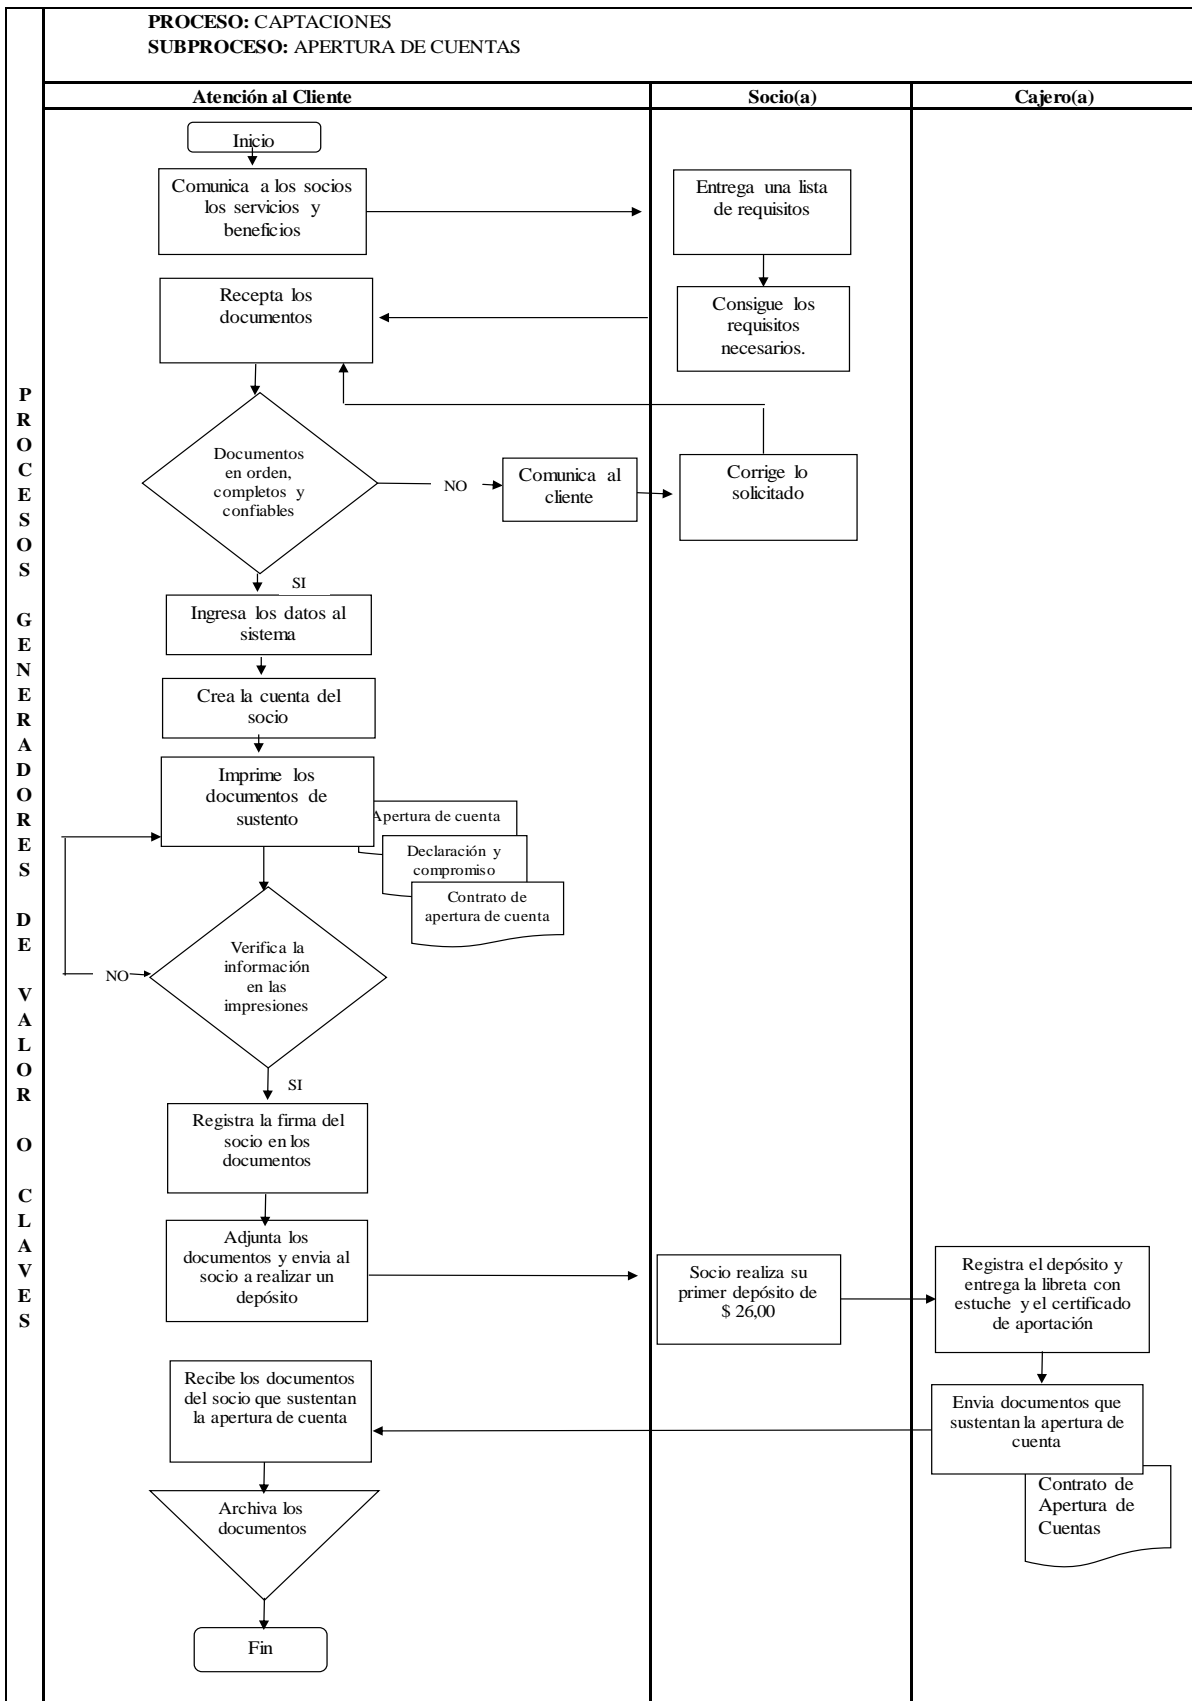 PROCESO: CAPTACIONES
SUBPROCESO: APERTURA DE CUENTAS
Atención al Cliente
Socio(a)
Cajero(a)
P
R
O
C
E
S
O
S
G
E
N
E
R
A
D
O
R
E
S
D
E
V
A
L
O
R
O
C
L
A
V
E
S
Inicio
Comunica a los socios
los servicios y
beneficios
Entrega una lista
de requisitos
Consigue los
requisitos
necesarios.
Recepta los
documentos
Documentos
en orden,
completos y
confiables
NO
Comunica al
cliente
Corrige lo
solicitado
SI
Ingresa los datos al
sistema
Crea la cuenta del
socio
Imprime los
documentos de
sustento
Apertura de cuenta
Declaración y
compromiso
Contrato de
apertura de cuenta
Verifica la
información
en las
impresiones
NO
SI
Registra la firma del
socio en los
documentos
Adjunta los
documentos y envia al
socio a realizar un
depósito
Socio realiza su
primer depósito de
$ 26,00
Registra el depósito y
entrega la libreta con
estuche y el certificado
de aportación
Envia documentos que
sustentan la apertura de
cuenta
Contrato de
Apertura de
Cuentas
Recibe los documentos
del socio que sustentan
la apertura de cuenta
Archiva los
documentos
Fin